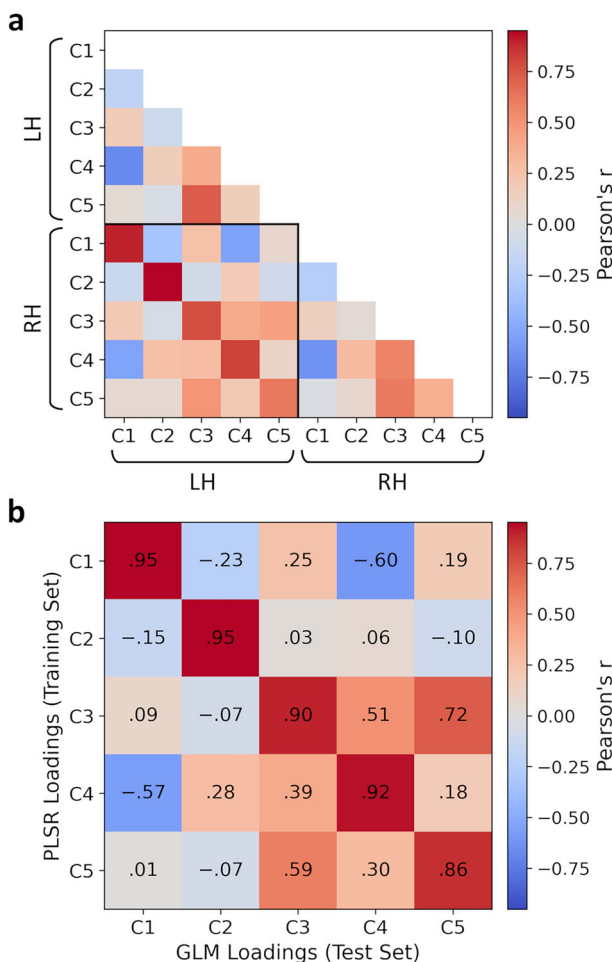 a
LH
C1
C2
C3
C4
C5
RH
C1
C2
C3
C4
C5
C1 C2 C3 C4 C5 C1 C2 C3 C4 C5
LH RH
0.75
0.50
0.25
0.00
−0.25
−0.50
−0.75
Pearson's r
b
PLSR Loadings (Training Set)
C1 .95 −.23 .25 −.60 .19
C2 −.15 .95 .03 .06 −.10
C3 .09 −.07 .90 .51 .72
C4 −.57 .28 .39 .92 .18
C5 .01 −.07 .59 .30 .86
C1 C2 C3 C4 C5
GLM Loadings (Test Set)
0.75
0.50
0.25
0.00
−0.25
−0.50
−0.75
Pearson's r